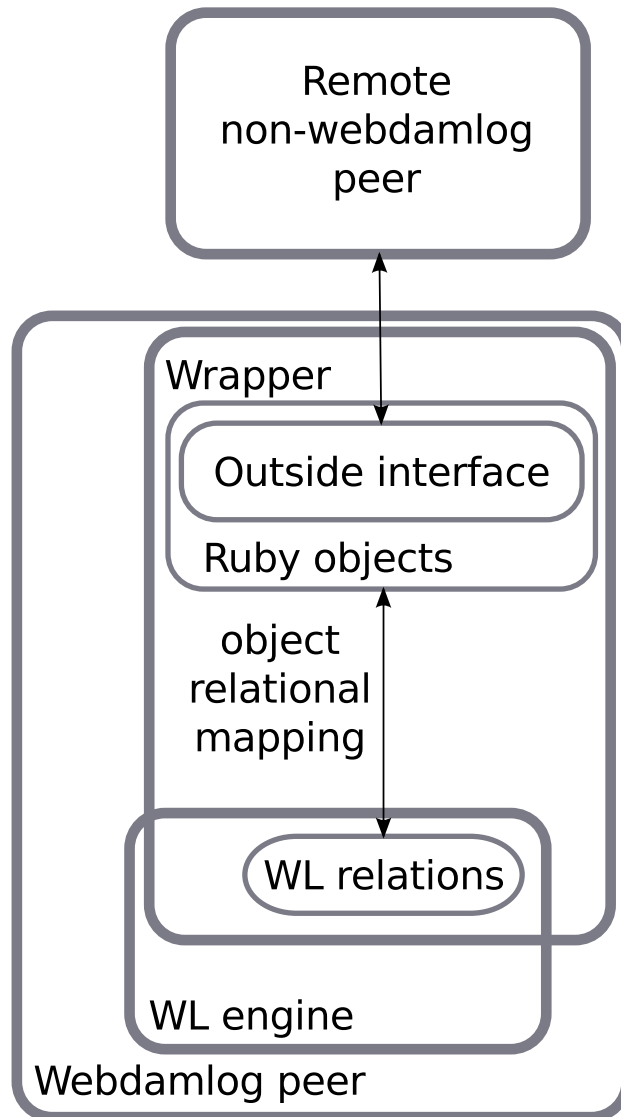 Remote
non-webdamlog
peer
Wrapper
Outside interface
Ruby objects
object
relational
mapping
WL relations
WL engine
Webdamlog peer